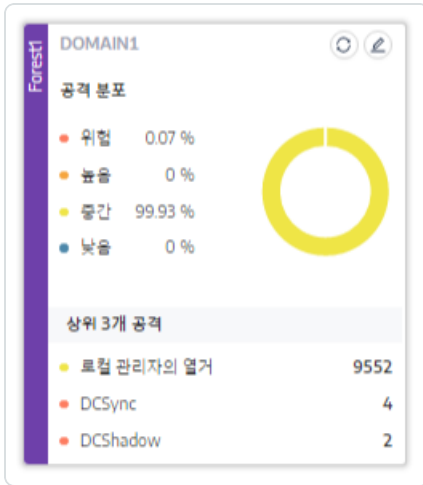 Forest1
DOMAIN1
공격 분포
위험 0.07 %
높음 0 %
중간 99.93 %
낮음 0 %
상위 3개 공격
로컬 관리자의 열거 9552
DCSync 4
DCShadow 2